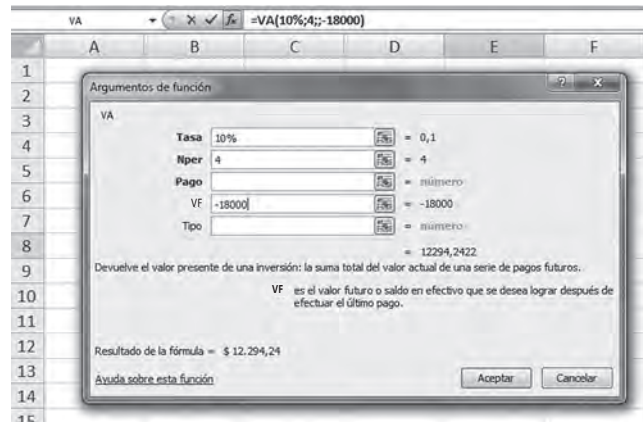 VA fx =VA(10%;4;;-18000)
A B C D E F
1
2
3
4
5
6
7
8
9
10
11
12
13
14
15
Argumentos de función
VA
Tasa 10% = 0,1
Nper 4 = 4
Pago = número
VF -18000 = -18000
Tipo = número
= 12294,2422
Devuelve el valor presente de una inversión: la suma total del valor actual de una serie de pagos futuros.
VF es el valor futuro o saldo en efectivo que se desea lograr después de
efectuar el último pago.
Resultado de la fórmula = $ 12.294,24
Ayuda sobre esta función Aceptar Cancelar